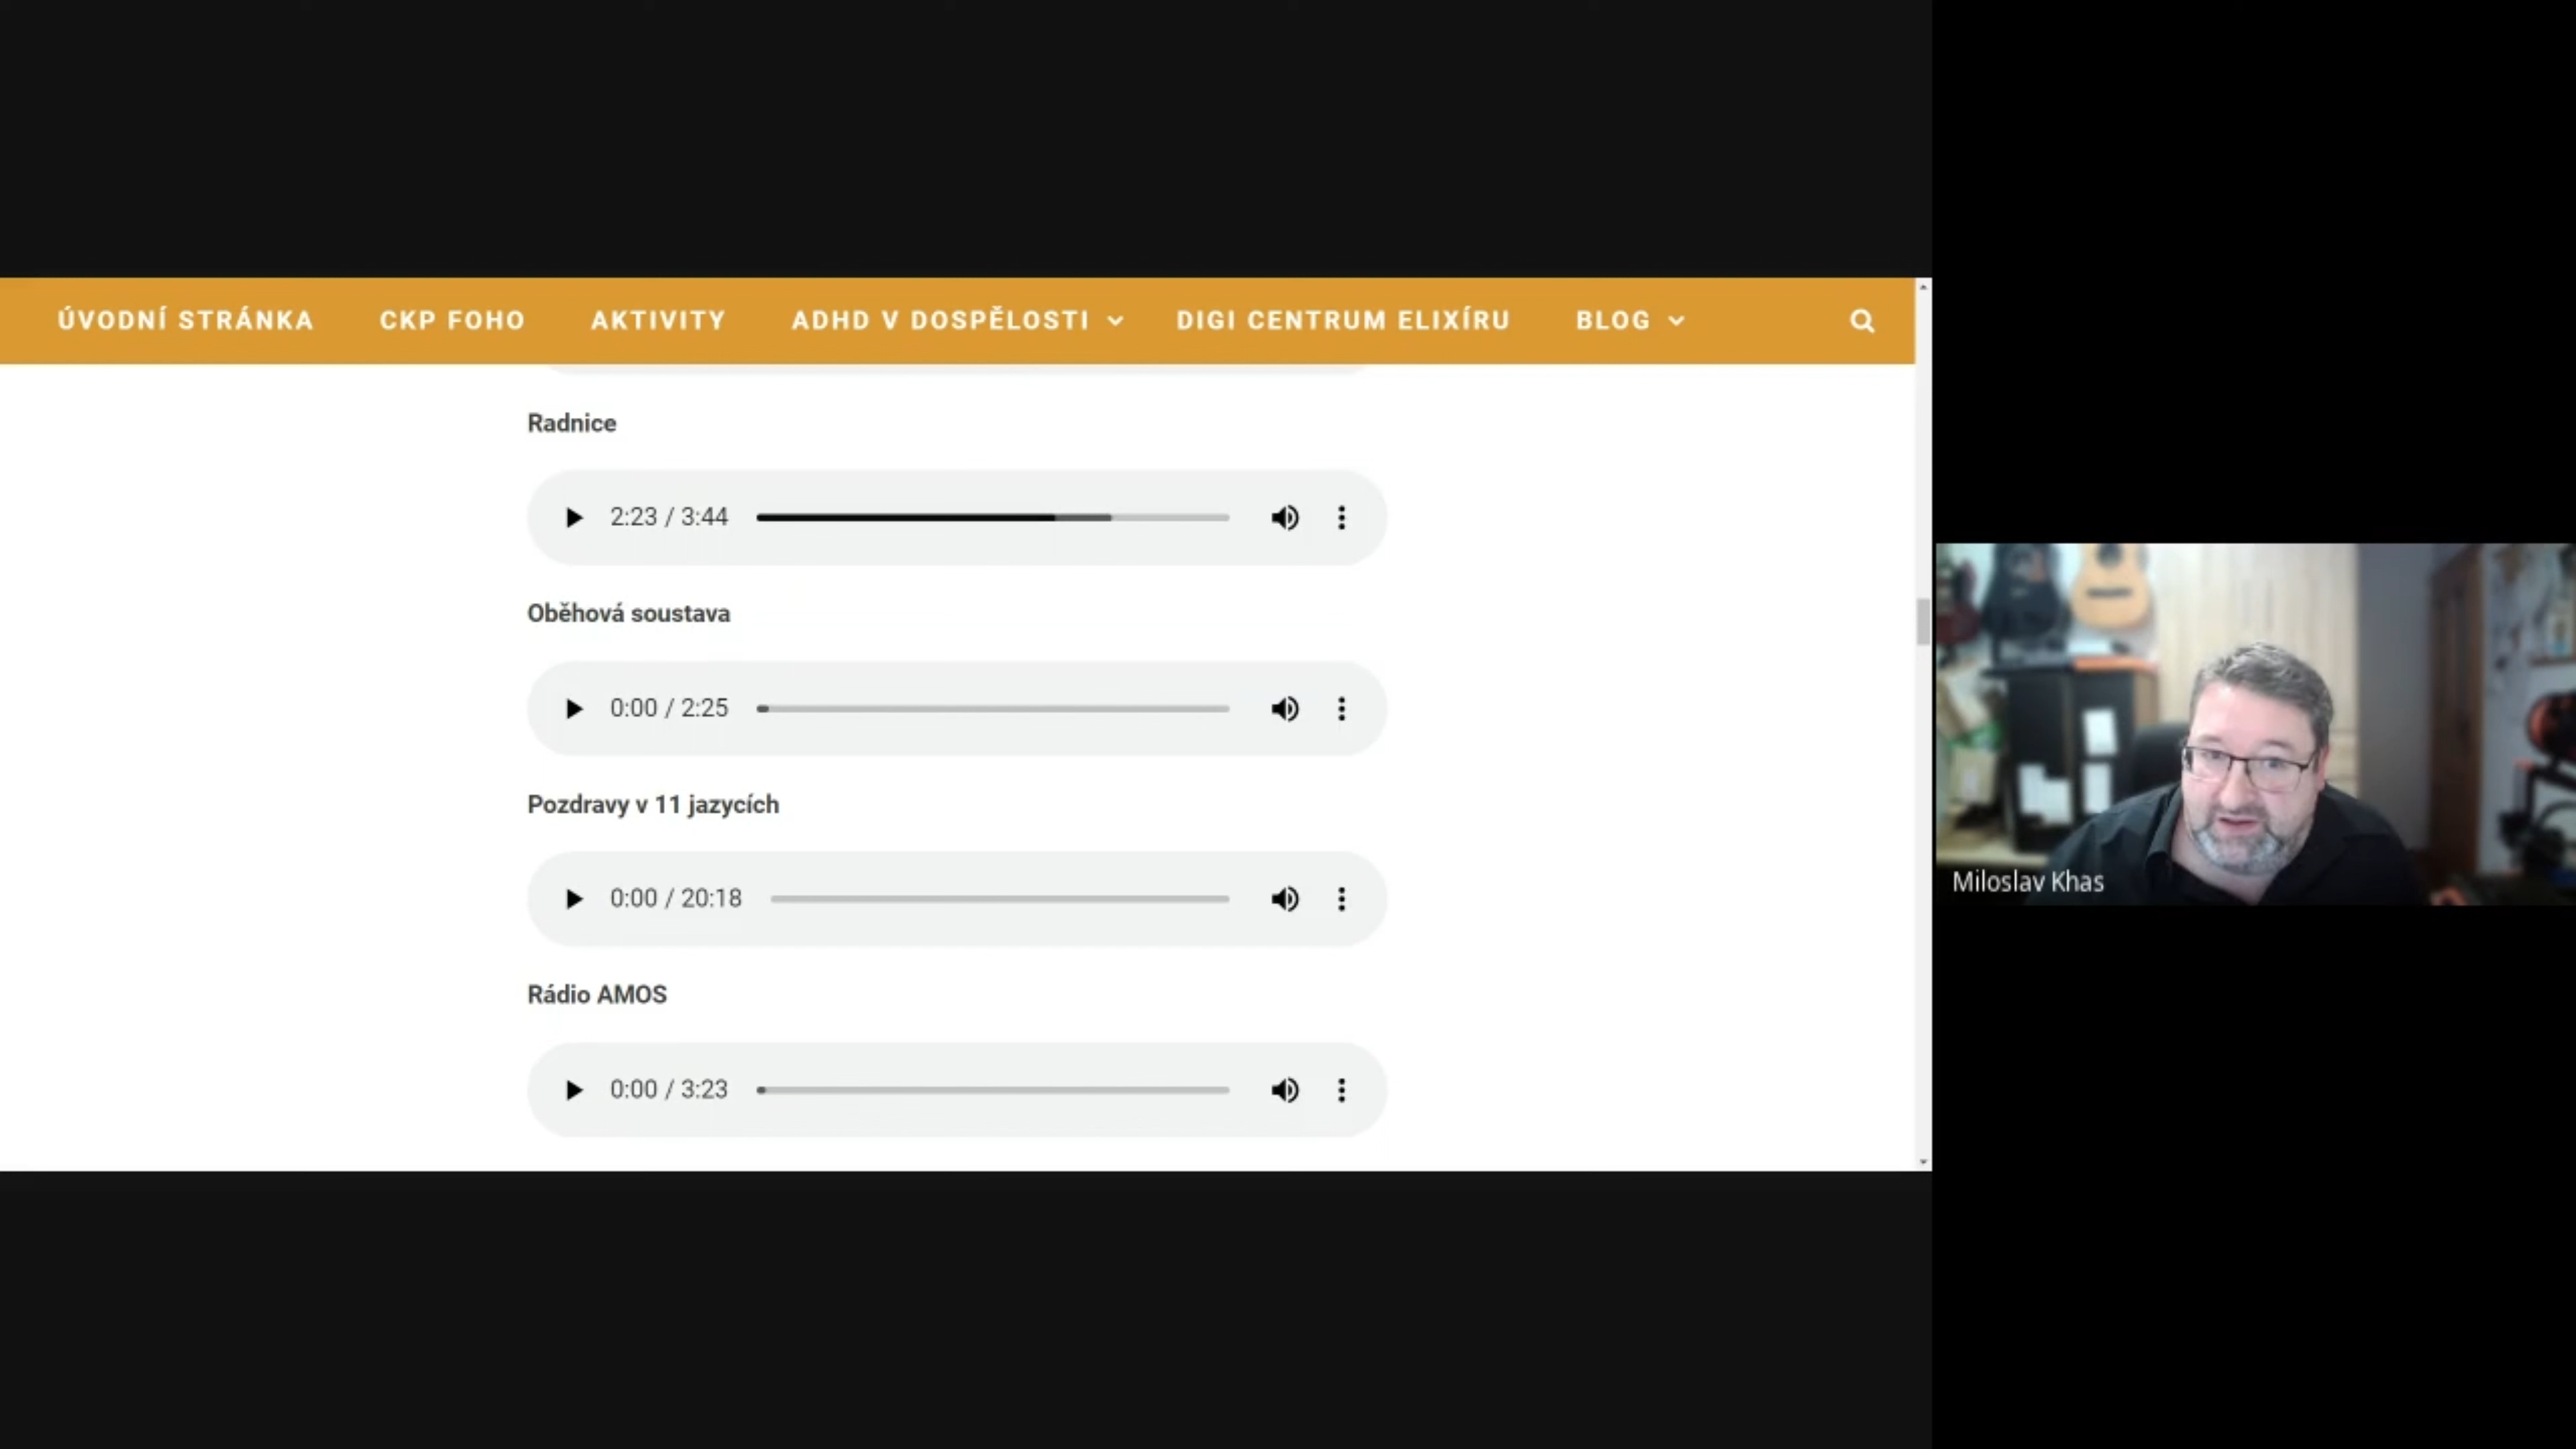 ÚVODNÍ STRÁNKA CKP FOHO AKTIVITY ADHD V DOSPĚLOSTI DIGI CENTRUM ELIXÍRU BLOG
Radnice
2:23 / 3:44
Oběhová soustava
0:00 / 2:25
Pozdravy v 11 jazycích
0:00 / 20:18
Rádio AMOS
0:00 / 3:23
Miloslav Khas